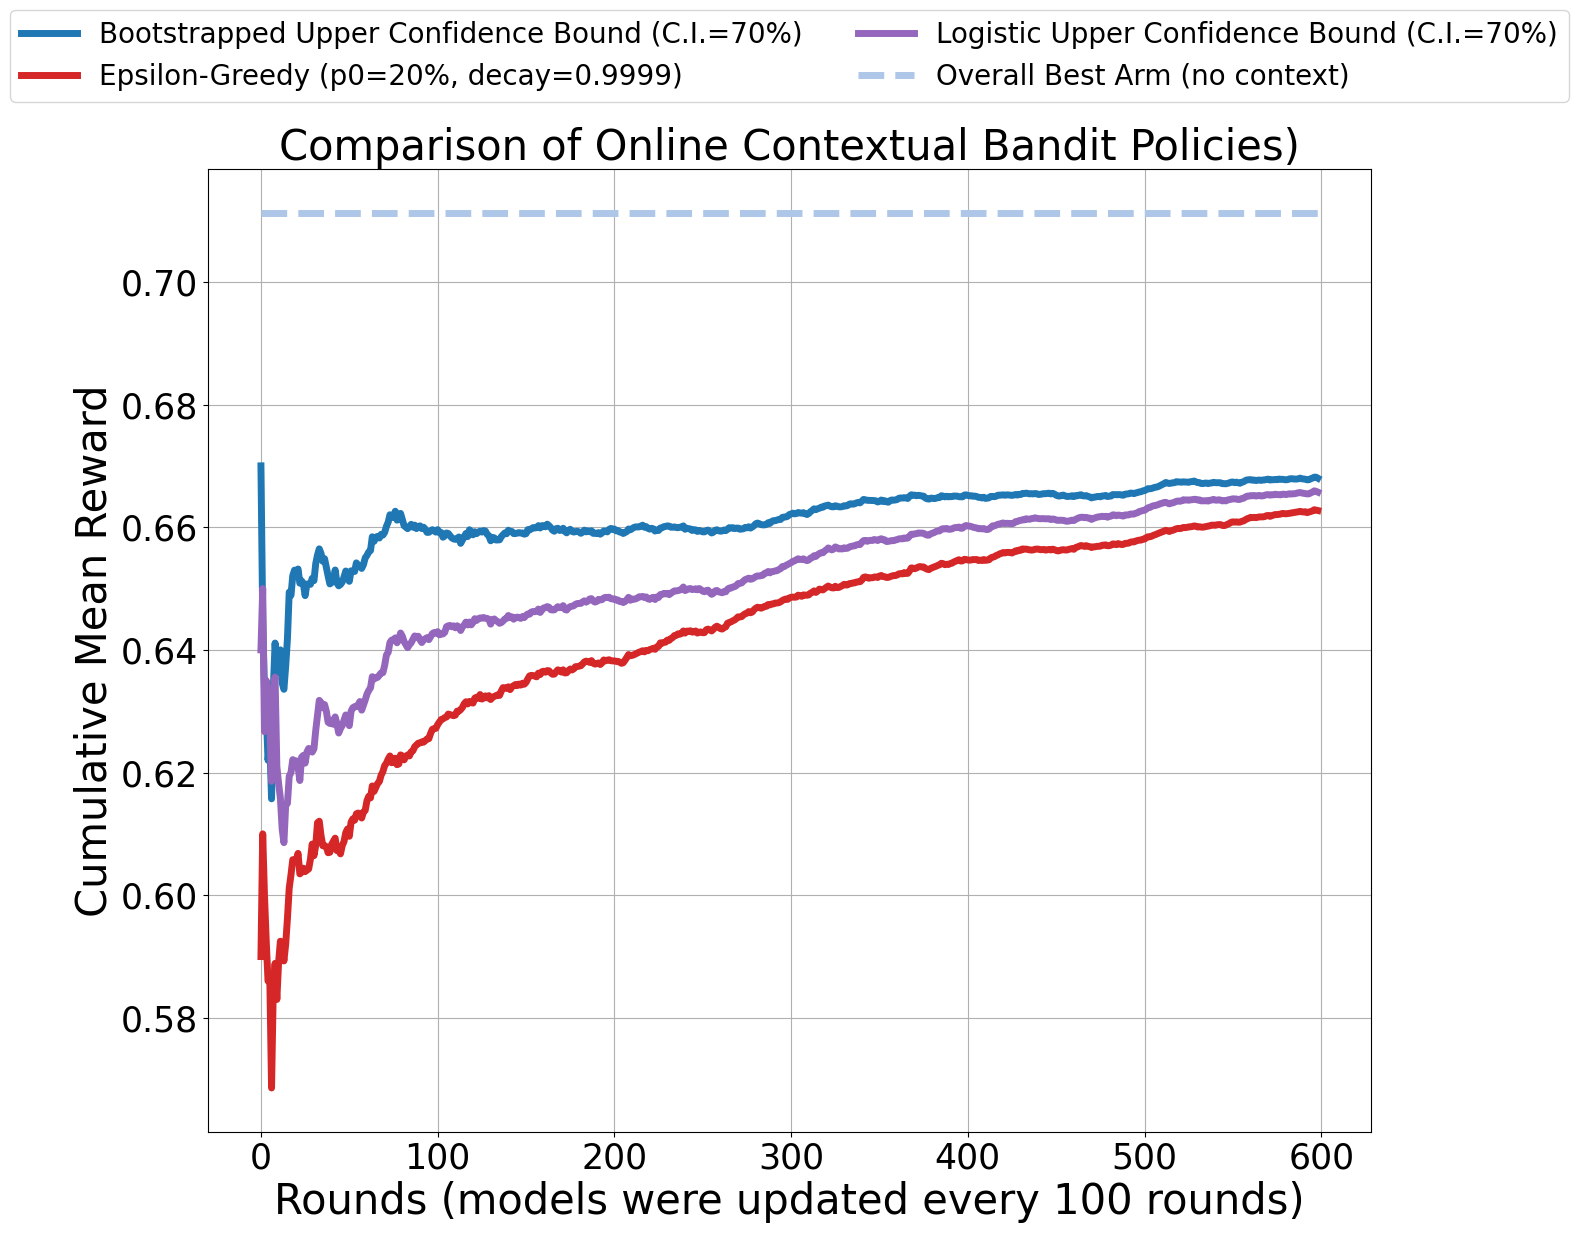 Bootstrapped Upper Confidence Bound (C.I.=70%)
Epsilon-Greedy (p0=20%, decay=0.9999)
Logistic Upper Confidence Bound (C.I.=70%)
Overall Best Arm (no context)
Comparison of Online Contextual Bandit Policies)
Cumulative Mean Reward
0.70
0.68
0.66
0.64
0.62
0.60
0.58
0 100 200 300 400 500 600
Rounds (models were updated every 100 rounds)